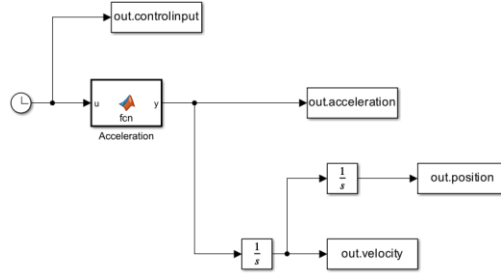 out.controlinput
u
fcn
y
Acceleration
out.acceleration
1
s
out.position
1
s
out.velocity